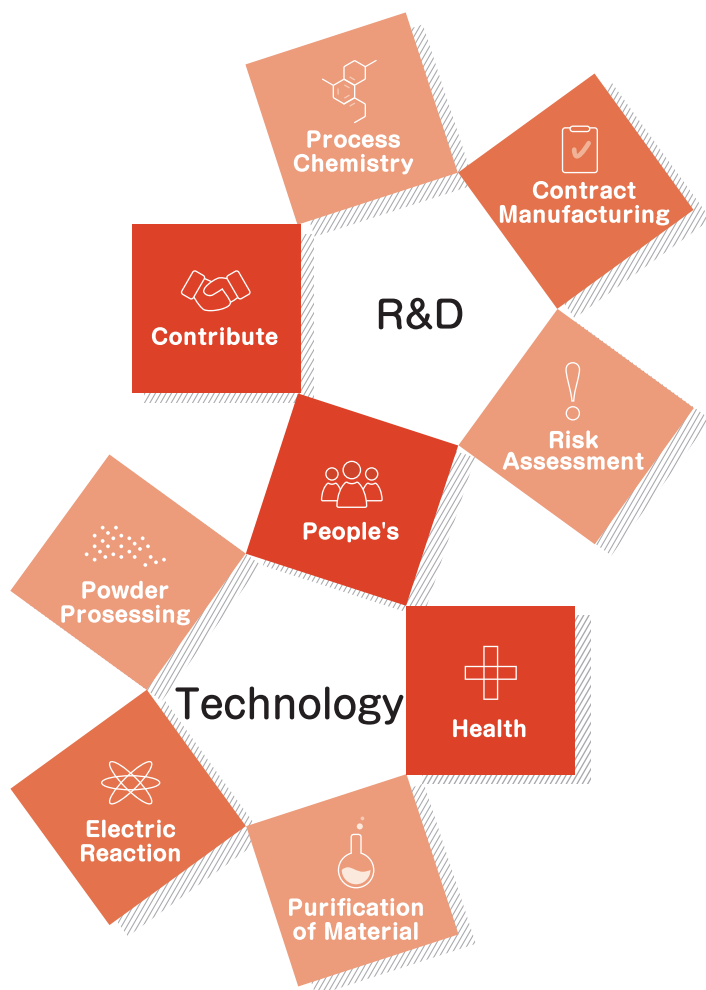 Process
Chemistry
Contract
Manufacturing
R&D
Contribute
Risk
Assessment
People's
Powder
Prosessing
Technology
Health
Electric
Reaction
Purification
of Material